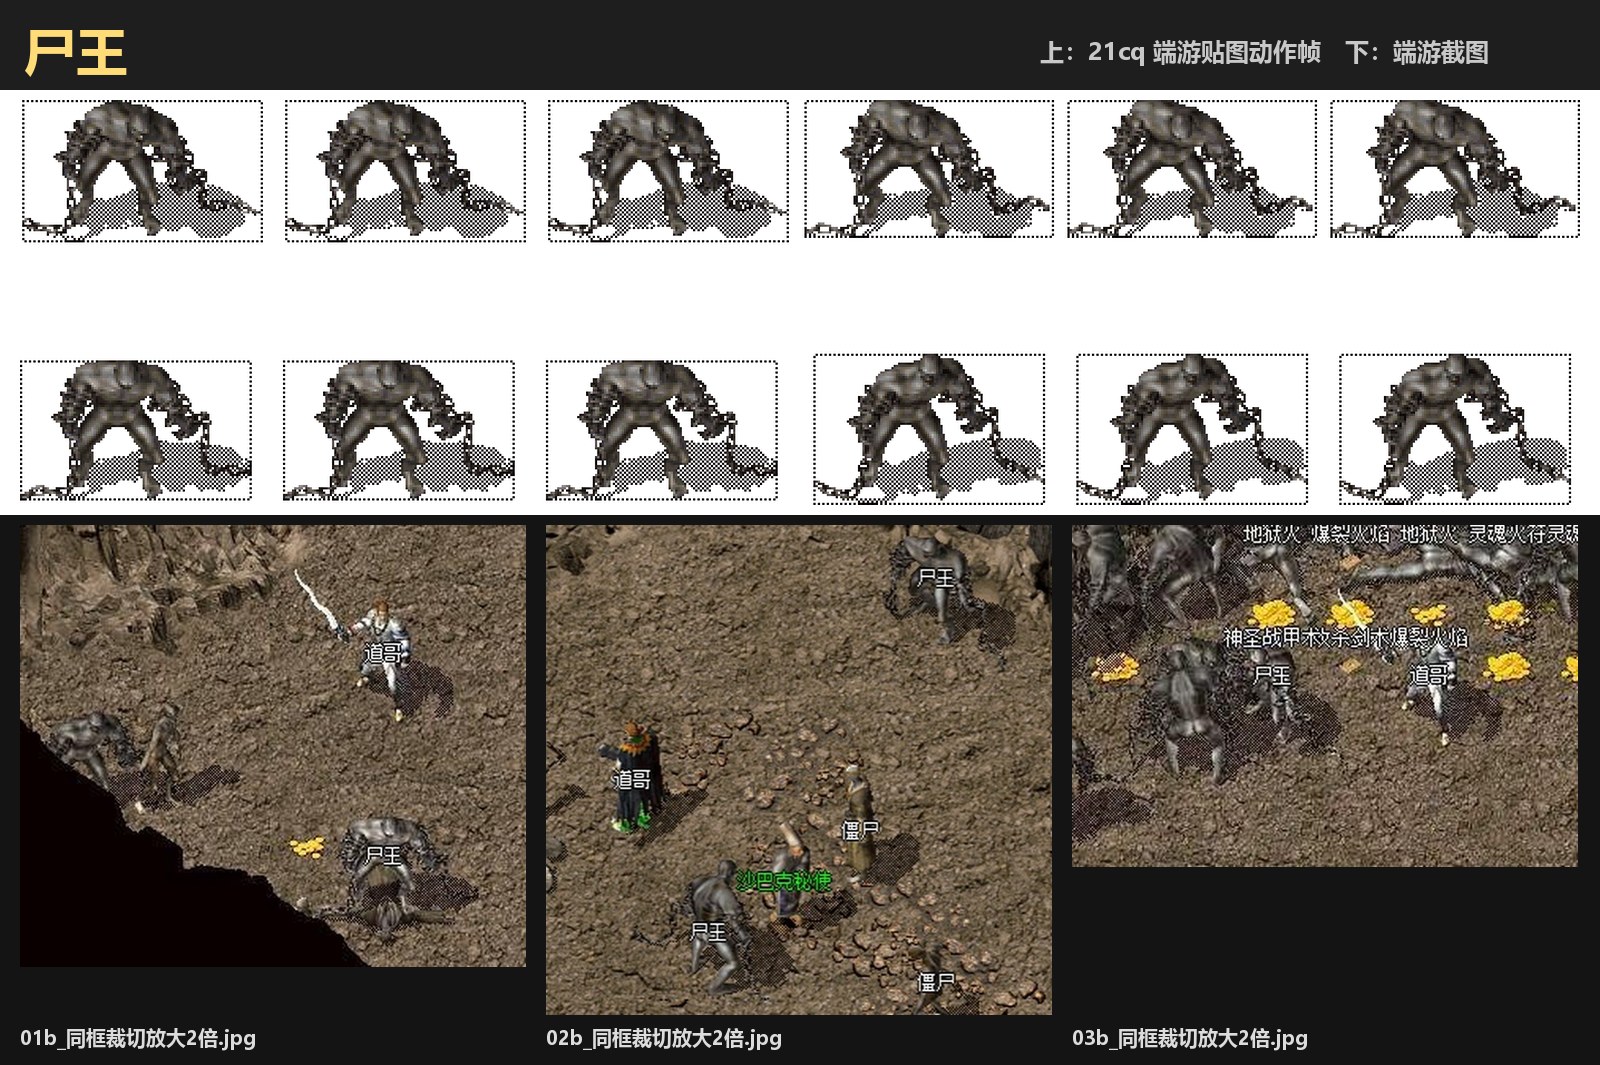 尸王
上：21cq 端游贴图动作帧　下：端游截图
道哥
尸王
尸王
道哥
僵尸
沙巴克秘使
尸王
僵尸
地狱火 爆裂火焰 地狱火 灵魂火符灵魂
神圣战甲术攻杀剑术爆裂火焰
尸王
道哥
01b_同框裁切放大2倍.jpg
02b_同框裁切放大2倍.jpg
03b_同框裁切放大2倍.jpg